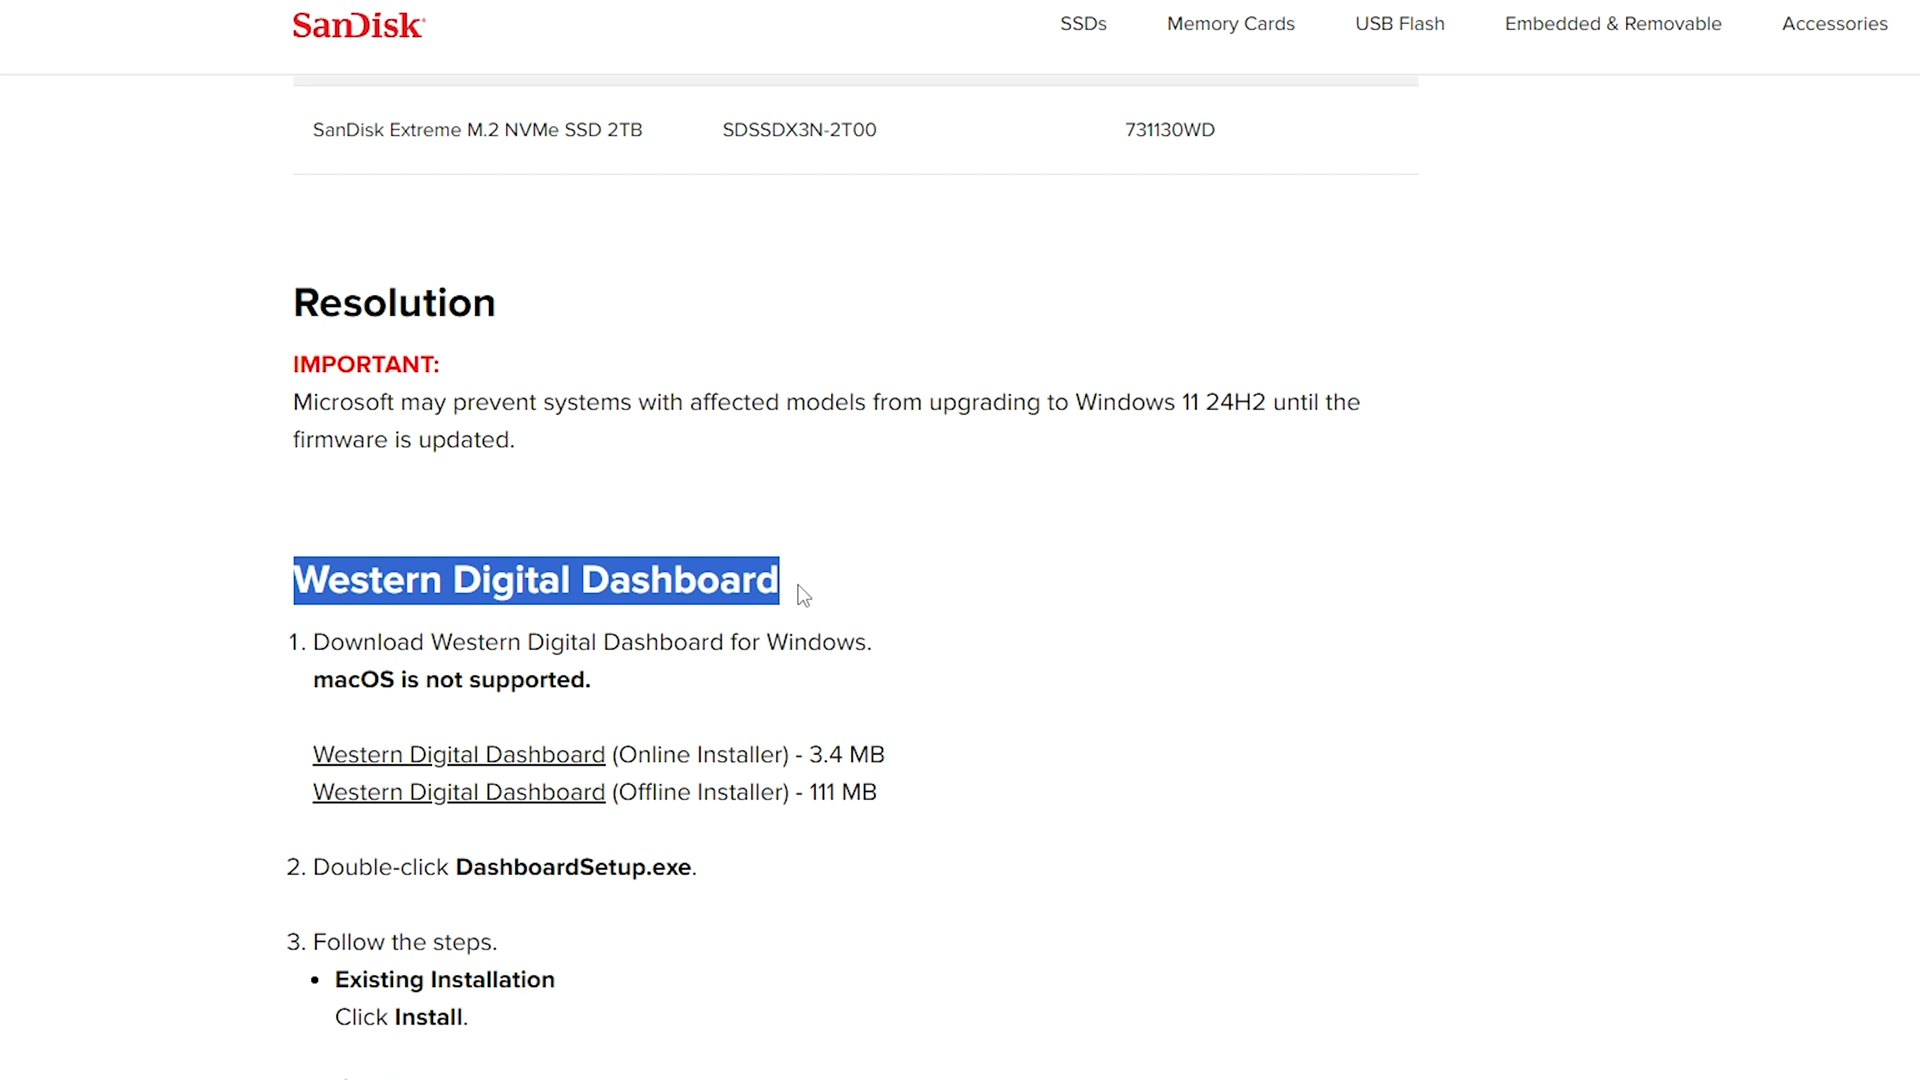 SanDisk
SSDs Memory Cards USB Flash Embedded & Removable Accessories
SanDisk Extreme M.2 NVMe SSD 2TB SDSSDX3N-2T00 731130WD
Resolution
IMPORTANT:
Microsoft may prevent systems with affected models from upgrading to Windows 11 24H2 until the
firmware is updated.
Western Digital Dashboard
1. Download Western Digital Dashboard for Windows.
macOS is not supported.
Western Digital Dashboard (Online Installer) - 3.4 MB
Western Digital Dashboard (Offline Installer) - 111 MB
2. Double-click DashboardSetup.exe.
3. Follow the steps.
• Existing Installation
Click Install.